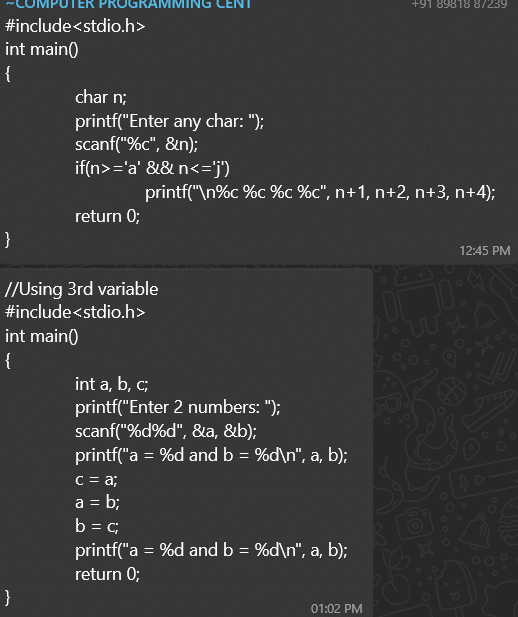 ~COMPUTER PROGRAMMING CENT
+91 89818 87239
#include<stdio.h>
int main()
{
char n;
printf("Enter any char: ");
scanf("%c", &n);
if(n>='a' && n<='j')
printf("\n%c %c %c %c", n+1, n+2, n+3, n+4);
return 0;
}
12:45 PM
//Using 3rd variable
#include<stdio.h>
int main()
{
int a, b, c;
printf("Enter 2 numbers: ");
scanf("%d%d", &a, &b);
printf("a = %d and b = %d\n", a, b);
c = a;
a = b;
b = c;
printf("a = %d and b = %d\n", a, b);
return 0;
}
01:02 PM